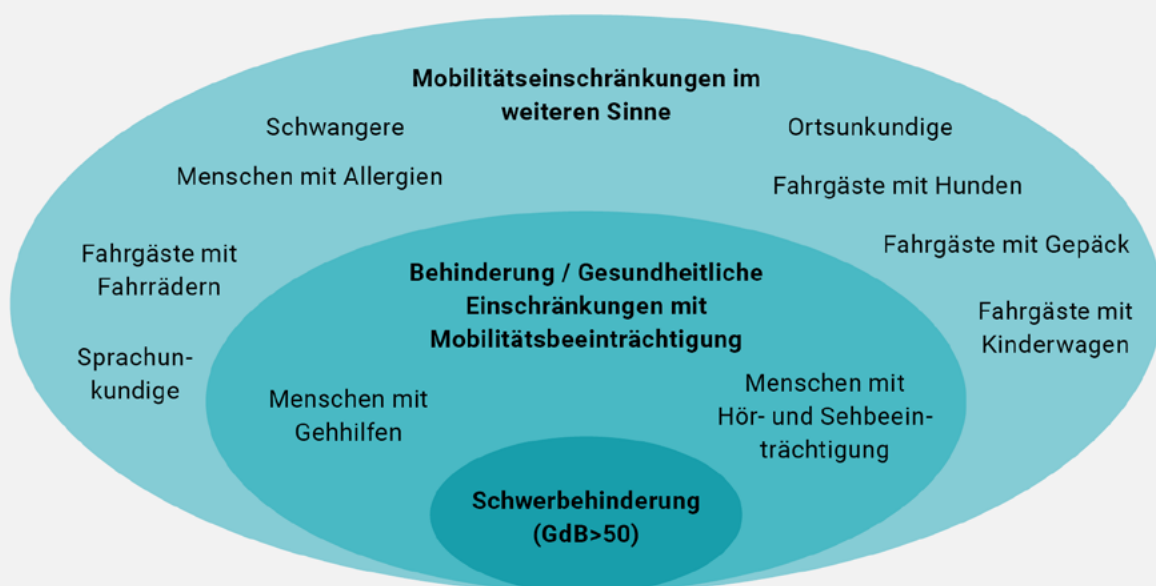 Mobilitätseinschränkungen im
weiteren Sinne
Schwangere
Menschen mit Allergien
Ortsunkundige
Fahrgäste mit Hunden
Fahrgäste mit
Fahrrädern
Fahrgäste mit Gepäck
Behinderung / Gesundheitliche
Einschränkungen mit
Mobilitätsbeeinträchtigung
Fahrgäste mit
Kinderwagen
Sprachun-
kundige
Menschen mit
Gehhilfen
Menschen mit
Hör- und Sehbeein-
trächtigung
Schwerbehinderung
(GdB>50)